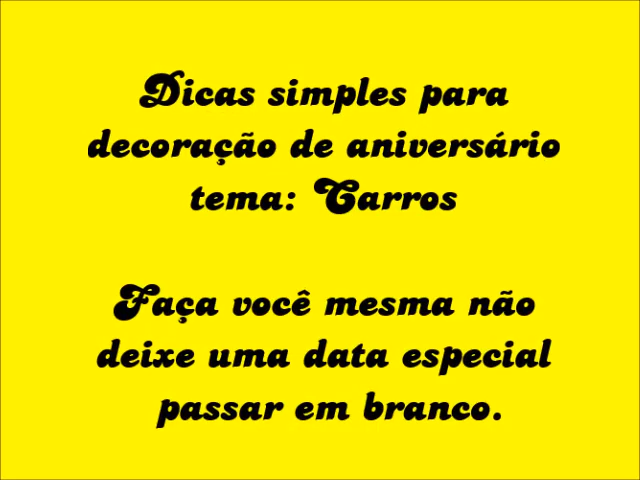 Dicas simples para
decoração de aniversário
tema: Carros
Faça você mesma não
deixe uma data especial
passar em branco.